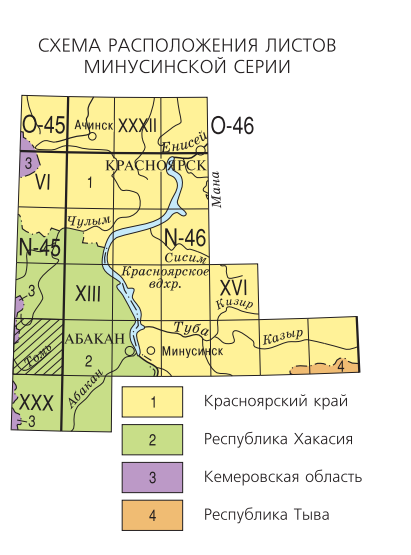 СХЕМА РАСПОЛОЖЕНИЯ ЛИСТОВ
МИНУСИНСКОЙ СЕРИИ
O-45
Ачинск
XXXII
O-46
Енисей
3
КРАСНОЯРСК
VI
1
Мана
Чулым
N-45
N-46
Сисим
Красноярское
вдхр.
XVI
3
XIII
Кизир
Туба
Казыр
АБАКАН
Томь
2
Минусинск
4
XXX
Абакан
3
1 Красноярский край
2 Республика Хакасия
3 Кемеровская область
4 Республика Тыва